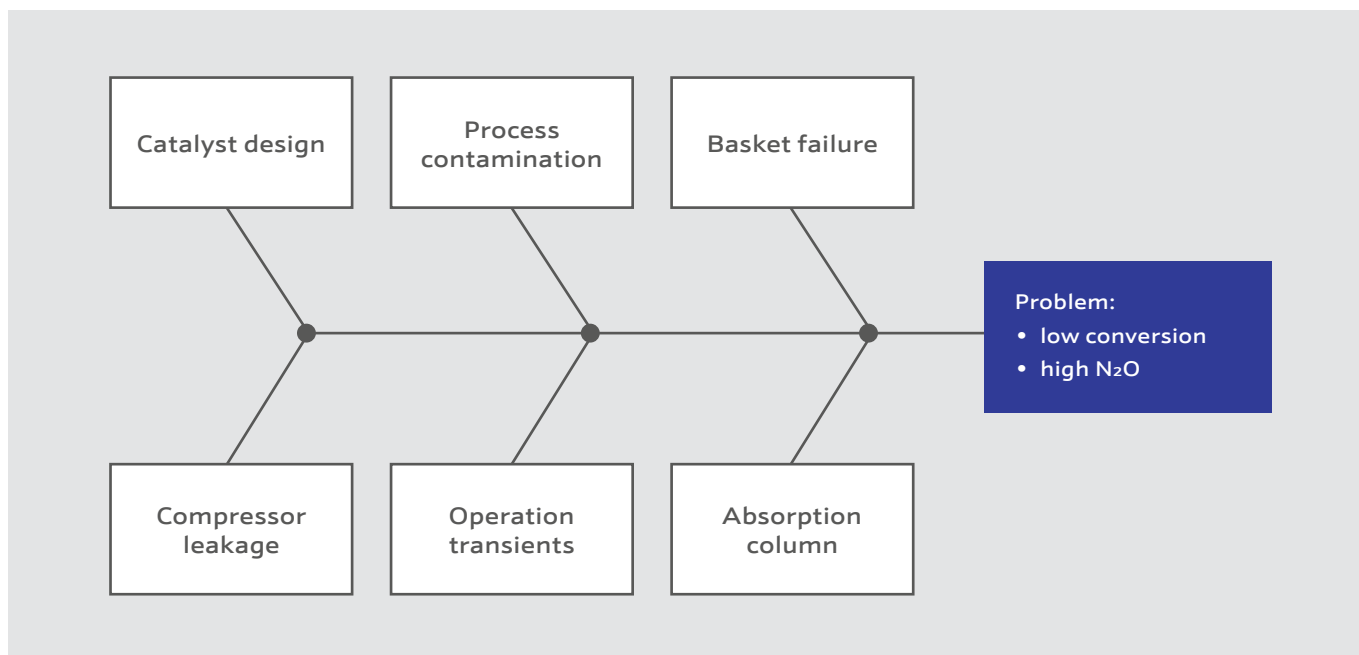 Catalyst design
Process
contamination
Basket failure
Problem:
• low conversion
• high N₂O
Compressor
leakage
Operation
transients
Absorption
column